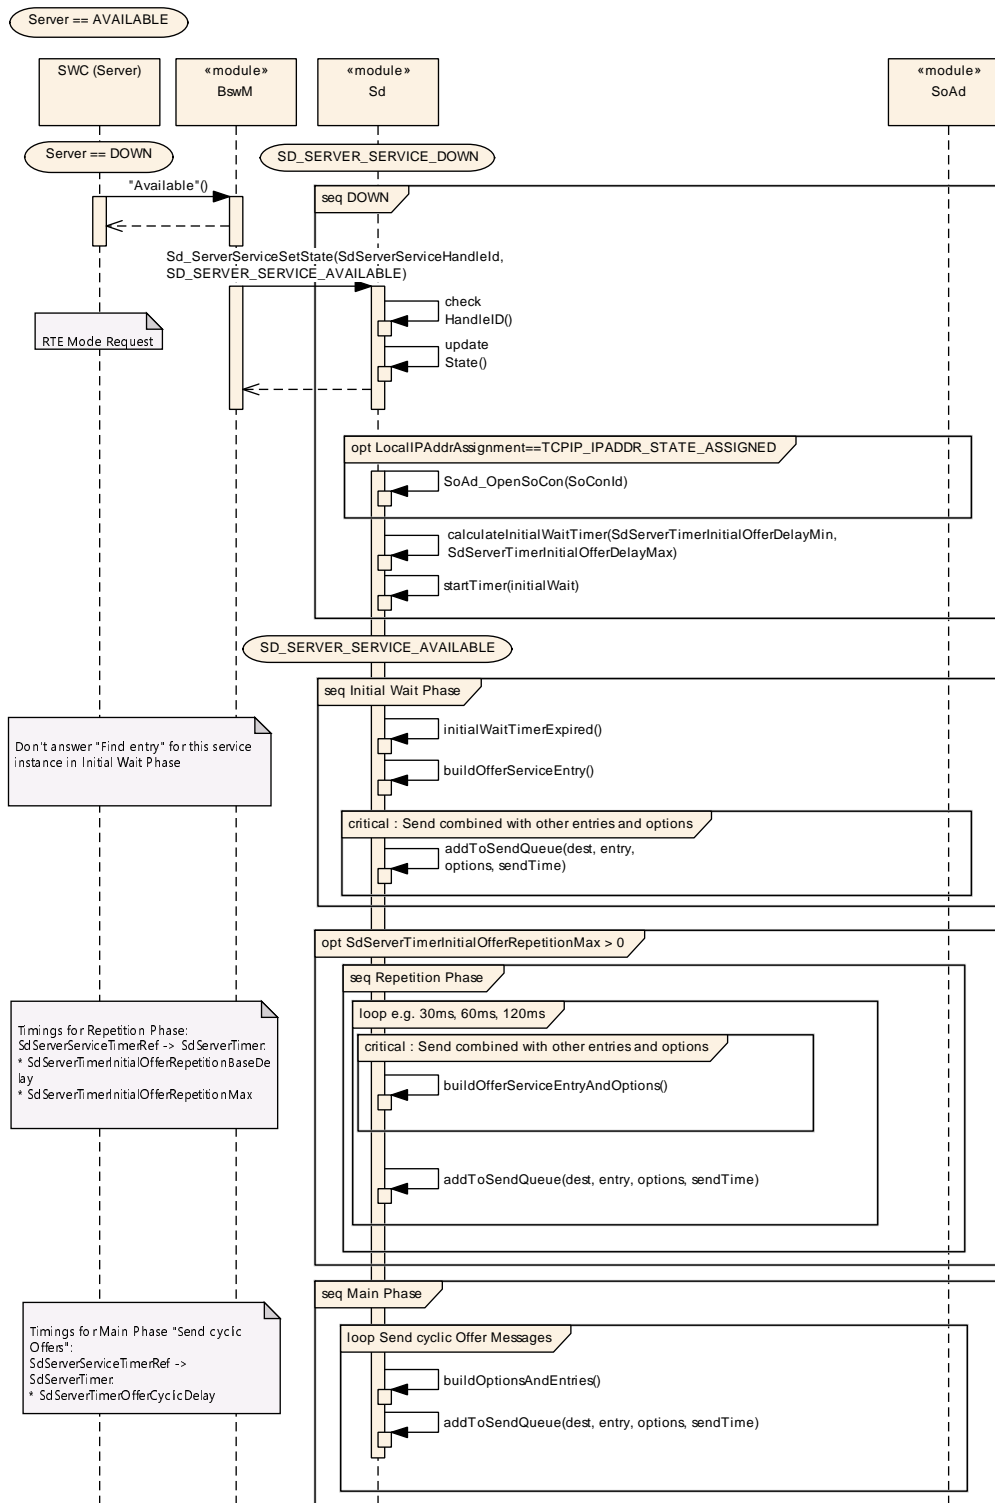 Server == AVAILABLE
SWC (Server)
«module»
BswM
«module»
Sd
«module»
SoAd
Server == DOWN
SD_SERVER_SERVICE_DOWN
"Available"()
seq DOWN
Sd_ServerServiceSetState(SdServerServiceHandleId,
SD_SERVER_SERVICE_AVAILABLE)
check
HandleID()
RTE Mode Request
update
State()
opt LocalIPAddrAssignment==TCPIP_IPADDR_STATE_ASSIGNED
SoAd_OpenSoCon(SoConId)
calculateInitialWaitTimer(SdServerTimerInitialOfferDelayMin,
SdServerTimerInitialOfferDelayMax)
startTimer(initialWait)
SD_SERVER_SERVICE_AVAILABLE
seq Initial Wait Phase
initialWaitTimerExpired()
Don't answer "Find entry" for this service
instance in Initial Wait Phase
buildOfferServiceEntry()
critical : Send combined with other entries and options
addToSendQueue(dest, entry,
options, sendTime)
opt SdServerTimerInitialOfferRepetitionMax > 0
seq Repetition Phase
loop e.g. 30ms, 60ms, 120ms
Timings for Repetition Phase:
SdServerServiceTimerRef -> SdServerTimer:
* SdServerTimerInitialOfferRepetitionBaseDe
lay
* SdServerTimerInitialOfferRepetitionMax
critical : Send combined with other entries and options
buildOfferServiceEntryAndOptions()
addToSendQueue(dest, entry, options, sendTime)
seq Main Phase
Timings for Main Phase "Send cyclic
Offers":
SdServerServiceTimerRef ->
SdServerTimer:
* SdServerTimerOfferCyclicDelay
loop Send cyclic Offer Messages
buildOptionsAndEntries()
addToSendQueue(dest, entry, options, sendTime)